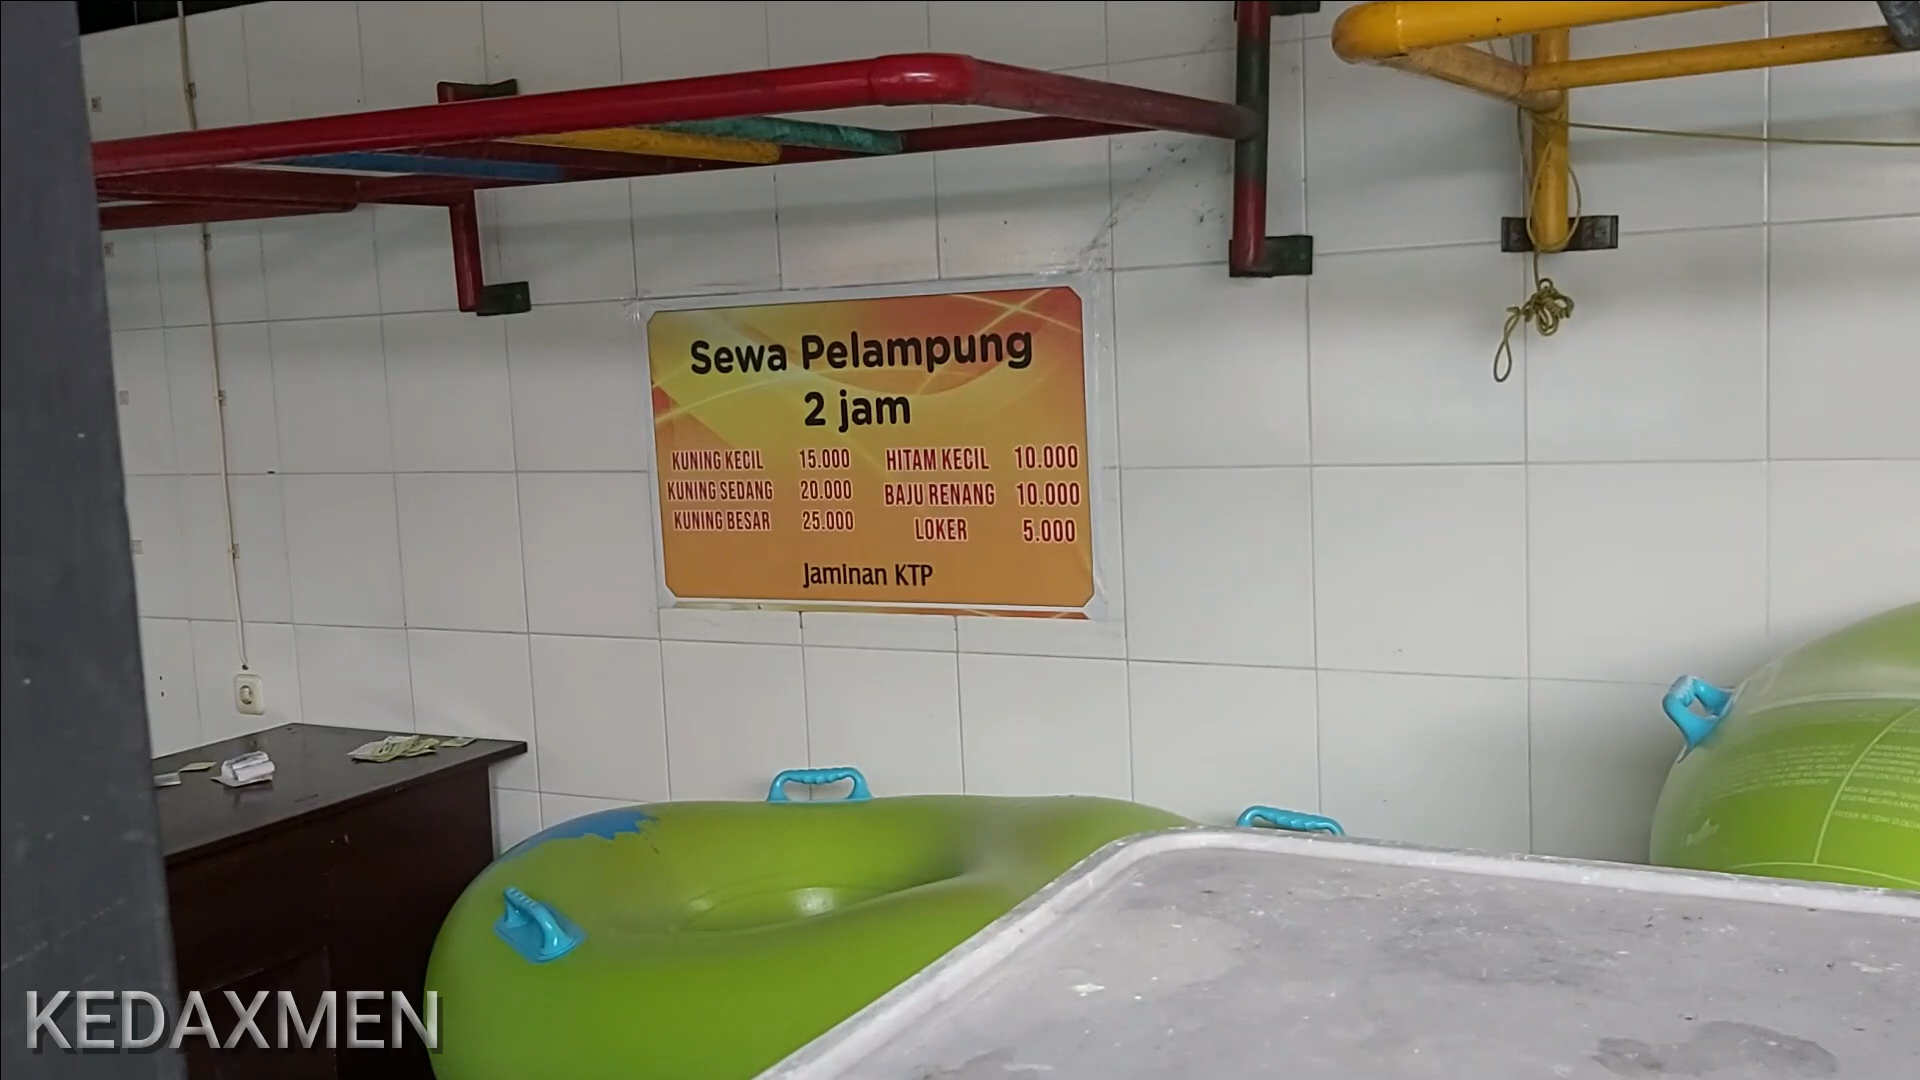 Sewa Pelampung
2 jam
KUNING KECIL 15.000
KUNING SEDANG 20.000
KUNING BESAR 25.000
HITAM KECIL 10.000
BAJU RENANG 10.000
LOKER 5.000
Jaminan KTP
KEDAXMEN